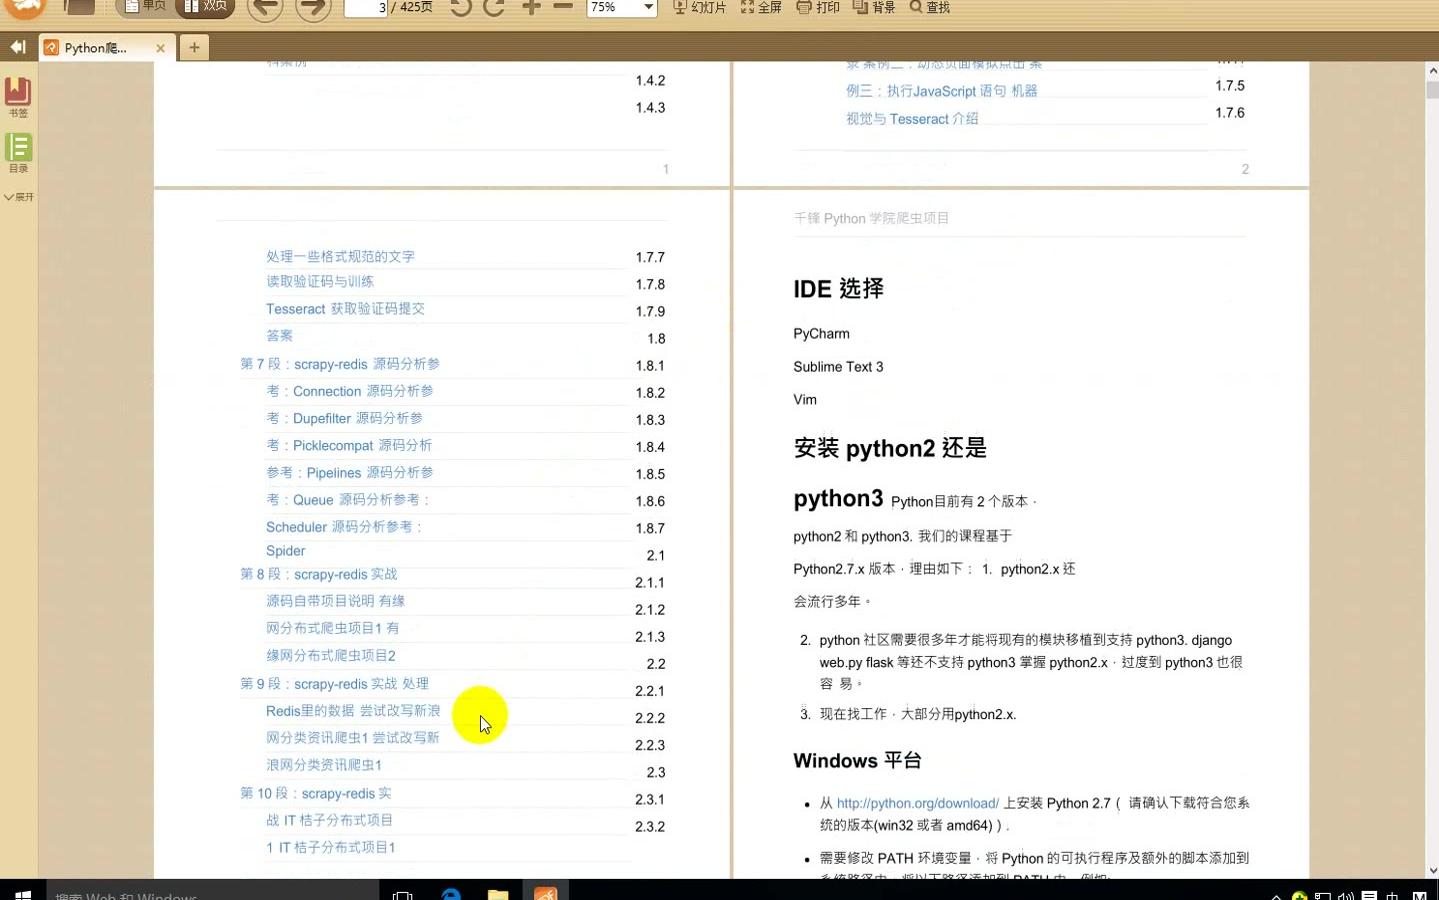 单页
双页
3 / 425页
75%
幻灯片
全屏
打印
背景
查找
Python爬...
书签
目录
展开
1.4.2
1.4.3
1
例三：执行JavaScript 语句 机器
1.7.5
视觉与 Tesseract 介绍
1.7.6
2
处理一些格式规范的文字
1.7.7
读取验证码与训练
1.7.8
Tesseract 获取验证码提交
1.7.9
答案
1.8
第 7 段：scrapy-redis 源码分析参
1.8.1
考：Connection 源码分析参
1.8.2
考：Dupefilter 源码分析参
1.8.3
考：Picklecompat 源码分析
1.8.4
参考：Pipelines 源码分析参
1.8.5
考：Queue 源码分析参考：
1.8.6
Scheduler 源码分析参考：
1.8.7
Spider
2.1
第 8 段：scrapy-redis 实战
2.1.1
源码自带项目说明 有缘
2.1.2
网分布式爬虫项目1 有
2.1.3
缘网分布式爬虫项目2
2.2
第 9 段：scrapy-redis 实战 处理
2.2.1
Redis里的数据 尝试改写新浪
2.2.2
网分类资讯爬虫1 尝试改写新
2.2.3
浪网分类资讯爬虫1
2.3
第 10 段：scrapy-redis 实
2.3.1
战 IT 桔子分布式项目
2.3.2
1 IT 桔子分布式项目1
千锋 Python 学院爬虫项目
IDE 选择
PyCharm
Sublime Text 3
Vim
安装 python2 还是
python3 Python目前有 2 个版本，
python2 和 python3. 我们的课程基于
Python2.7.x 版本，理由如下： 1. python2.x 还
会流行多年。
2. python 社区需要很多年才能将现有的模块移植到支持 python3. django
web.py flask 等还不支持 python3 掌握 python2.x，过度到 python3 也很
容 易。
3. 现在找工作，大部分用python2.x.
Windows 平台
• 从 http://python.org/download/ 上安装 Python 2.7（ 请确认下载符合您系
统的版本(win32 或者 amd64) ）.
• 需要修改 PATH 环境变量，将 Python 的可执行程序及额外的脚本添加到